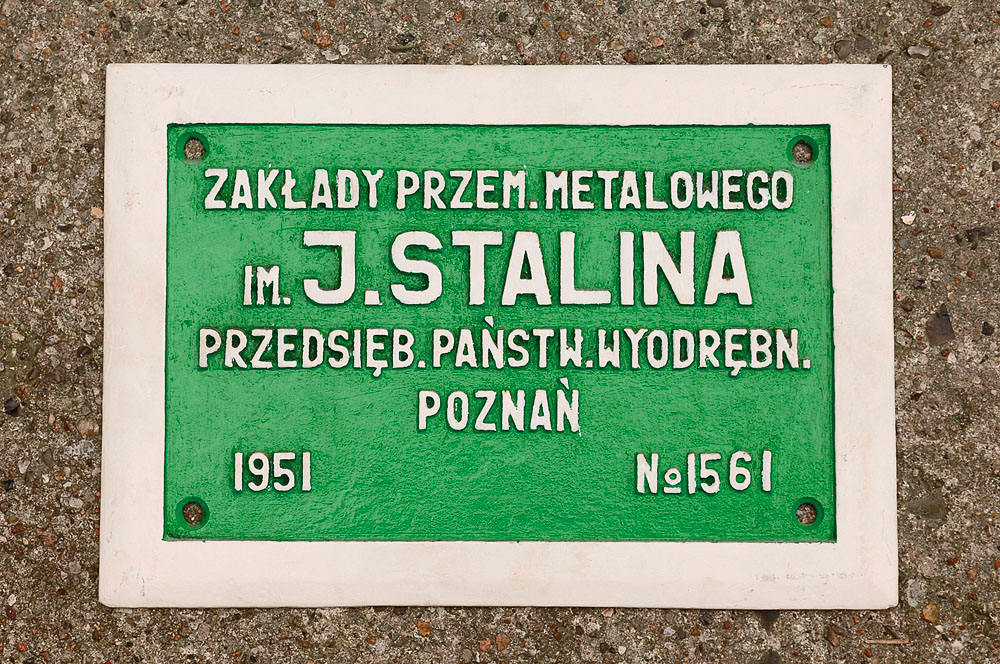 ZAKŁADY PRZEM. METALOWEGO
IM. J. STALINA
PRZEDSIĘB. PAŃSTW. WYODRĘBN.
POZNAŃ
1951 №1561